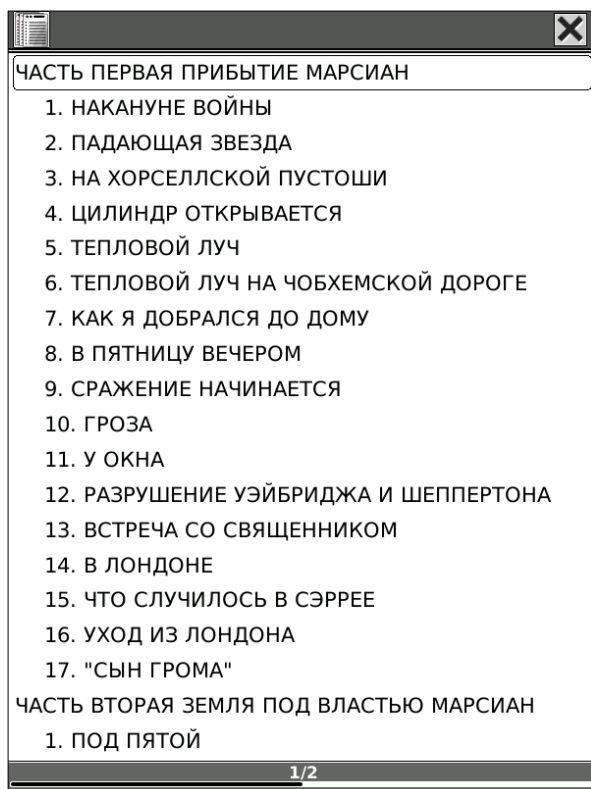 ЧАСТЬ ПЕРВАЯ ПРИБЫТИЕ МАРСИАН
1. НАКАНУНЕ ВОЙНЫ
2. ПАДАЮЩАЯ ЗВЕЗДА
3. НА ХОРСЕЛЛСКОЙ ПУСТОШИ
4. ЦИЛИНДР ОТКРЫВАЕТСЯ
5. ТЕПЛОВОЙ ЛУЧ
6. ТЕПЛОВОЙ ЛУЧ НА ЧОБХЕМСКОЙ ДОРОГЕ
7. КАК Я ДОБРАЛСЯ ДО ДОМУ
8. В ПЯТНИЦУ ВЕЧЕРОМ
9. СРАЖЕНИЕ НАЧИНАЕТСЯ
10. ГРОЗА
11. У ОКНА
12. РАЗРУШЕНИЕ УЭЙБРИДЖА И ШЕППЕРТОНА
13. ВСТРЕЧА СО СВЯЩЕННИКОМ
14. В ЛОНДОНЕ
15. ЧТО СЛУЧИЛОСЬ В СЭРРЕЕ
16. УХОД ИЗ ЛОНДОНА
17. "СЫН ГРОМА"
ЧАСТЬ ВТОРАЯ ЗЕМЛЯ ПОД ВЛАСТЬЮ МАРСИАН
1. ПОД ПЯТОЙ
1/2